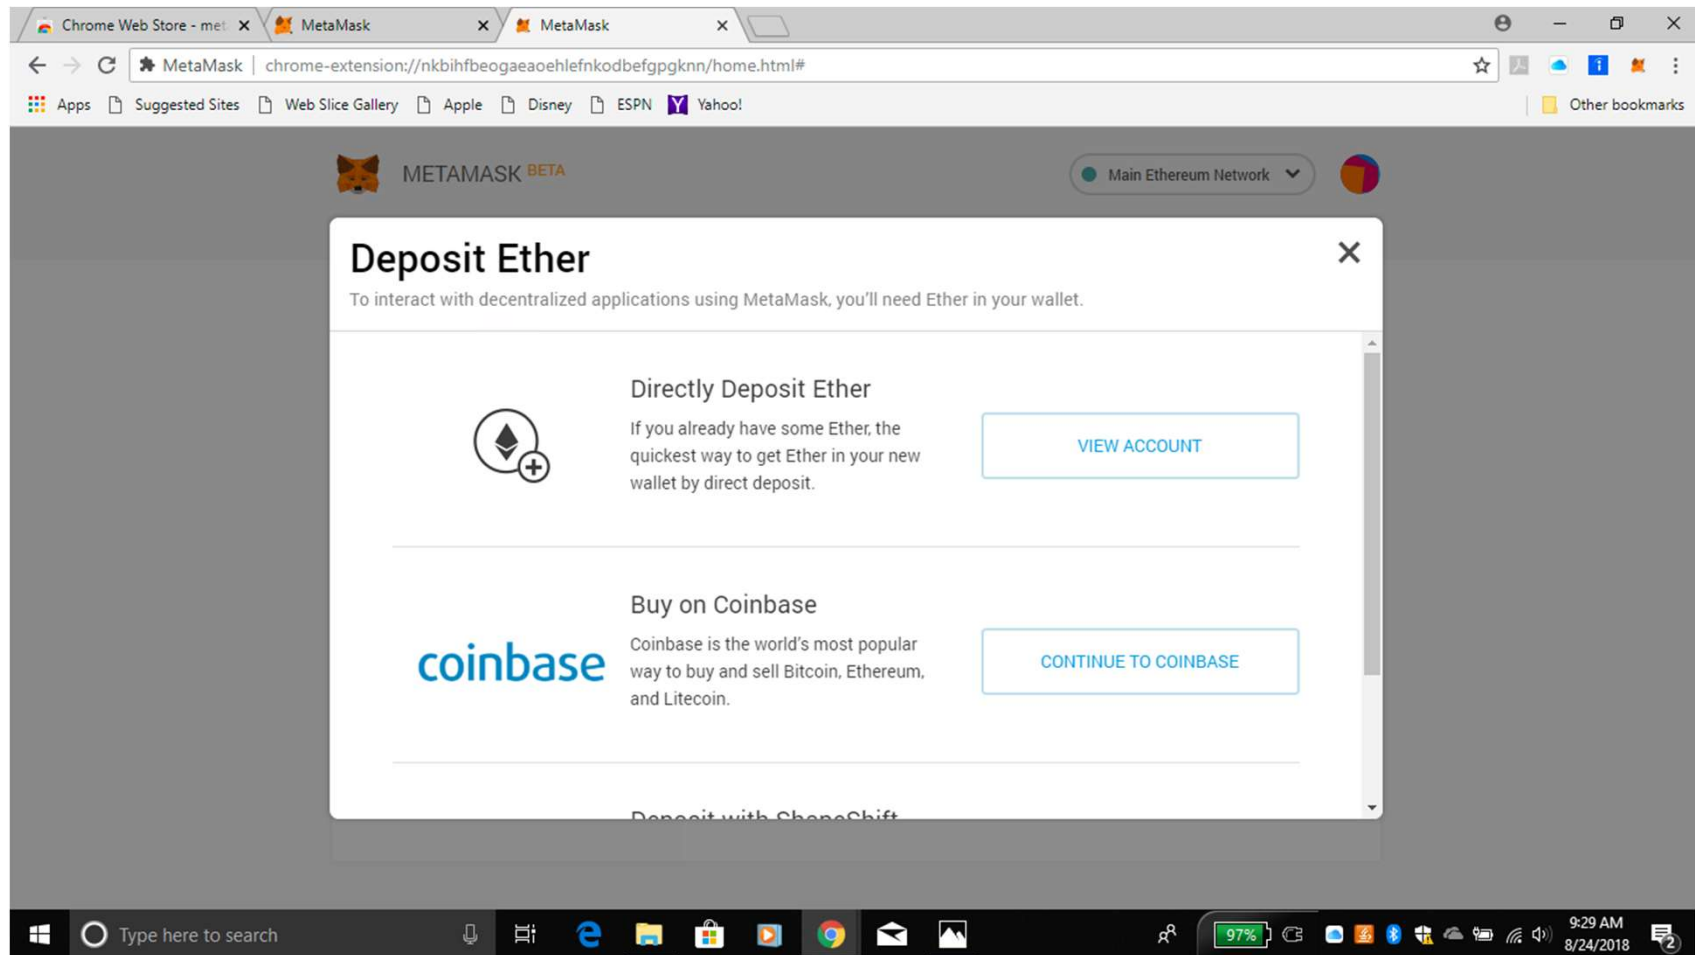 Chrome Web Store - met
MetaMask
MetaMask
MetaMask
chrome-extension://nkbihfbeogaeaoehlefnkodbefgpgknn/home.html#
Apps
Suggested Sites
Web Slice Gallery
Apple
Disney
ESPN
Yahoo!
Other bookmarks
METAMASK BETA
Main Ethereum Network
Deposit Ether
To interact with decentralized applications using MetaMask, you'll need Ether in your wallet.
Directly Deposit Ether
If you already have some Ether, the
quickest way to get Ether in your new
wallet by direct deposit.
VIEW ACCOUNT
Buy on Coinbase
coinbase
Coinbase is the world's most popular
way to buy and sell Bitcoin, Ethereum,
and Litecoin.
CONTINUE TO COINBASE
Deposit with ShapeShift
Type here to search
97%
9:29 AM
8/24/2018
2